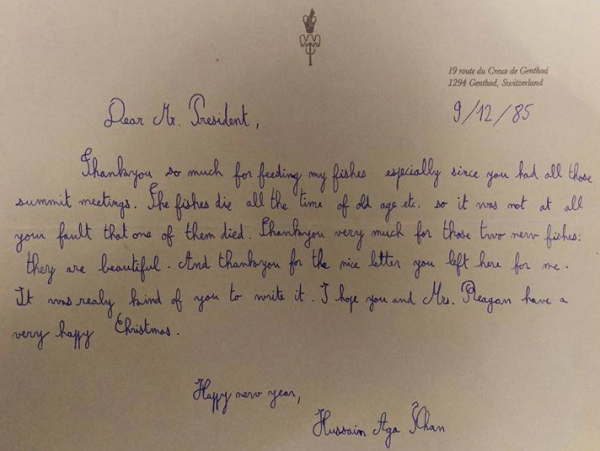 19 route du Creux de Genthod
1294 Genthod, Switzerland
9/12/85
Dear Mr. President,
Thankyou so much for feeding my fishes especially since you had all those
summit meetings. The fishes die all the time of old age etc. so it was not at all
your fault that one of them died. Thankyou very much for those two new fishes:
they are beautiful. And thankyou for the nice letter you left here for me.
It was realy kind of you to write it. I hope you and Mrs. Reagan have a
very happy Christmas.
Happy new year,
Hussain Aga Khan